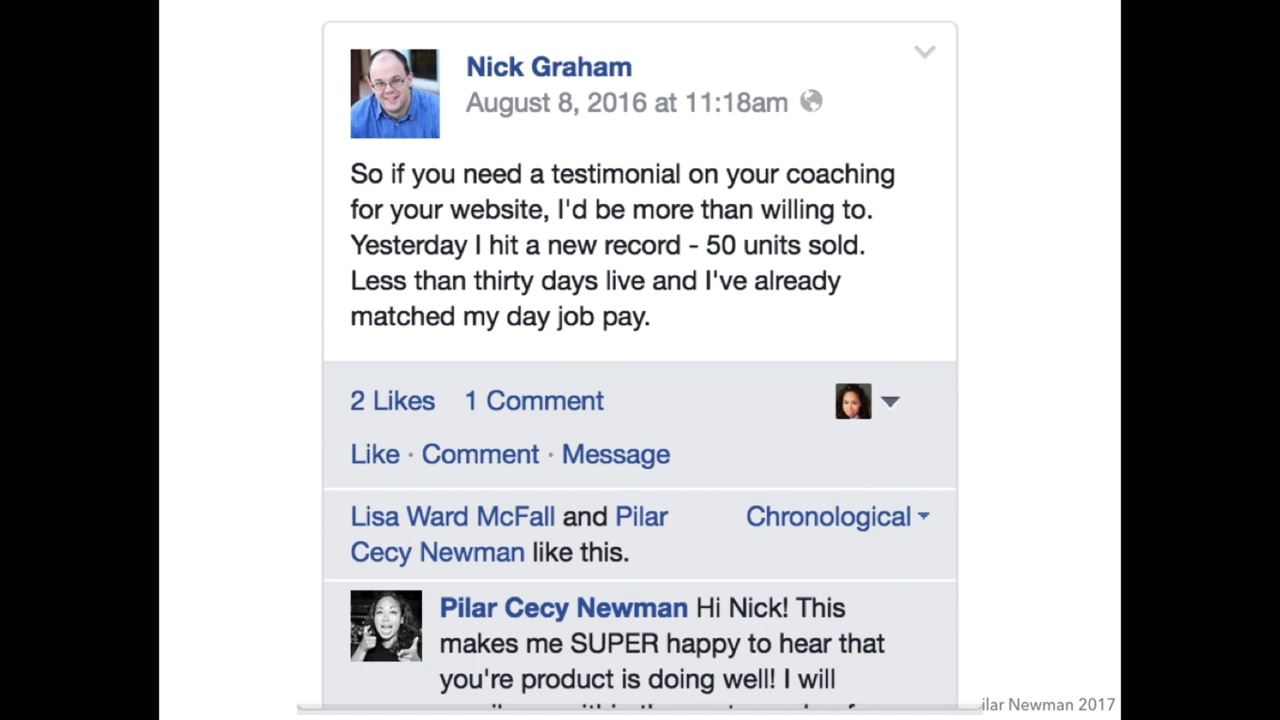 Nick Graham
August 8, 2016 at 11:18am
So if you need a testimonial on your coaching
for your website, I'd be more than willing to.
Yesterday I hit a new record - 50 units sold.
Less than thirty days live and I've already
matched my day job pay.
2 Likes 1 Comment
Like · Comment · Message
Lisa Ward McFall and Pilar
Cecy Newman like this.
Chronological
Pilar Cecy Newman Hi Nick! This
makes me SUPER happy to hear that
you're product is doing well! I will
ilar Newman 2017